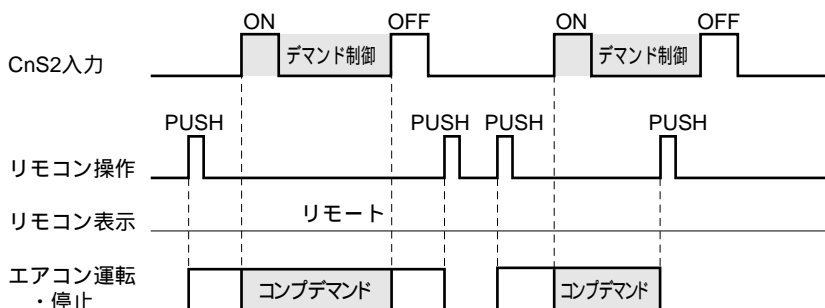 ON OFF ON OFF
CnS2入力 デマンド制御 デマンド制御
PUSH PUSH PUSH PUSH
リモコン操作
リモコン表示 リモート
エアコン運転 コンプデマンド コンプデマンド
・停止